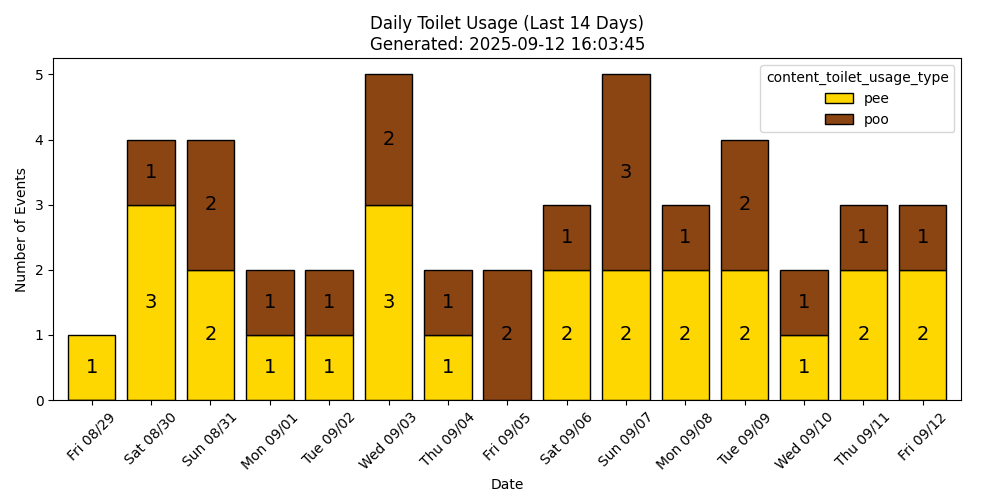 Daily Toilet Usage (Last 14 Days)
Generated: 2025-09-12 16:03:45
content_toilet_usage_type
pee
poo
Number of Events
5
4
3
2
1
0
1
3
1
2
2
1
1
1
1
3
2
1
1
2
2
1
2
3
2
1
2
2
1
1
2
1
2
1
Fri 08/29
Sat 08/30
Sun 08/31
Mon 09/01
Tue 09/02
Wed 09/03
Thu 09/04
Fri 09/05
Sat 09/06
Sun 09/07
Mon 09/08
Tue 09/09
Wed 09/10
Thu 09/11
Fri 09/12
Date